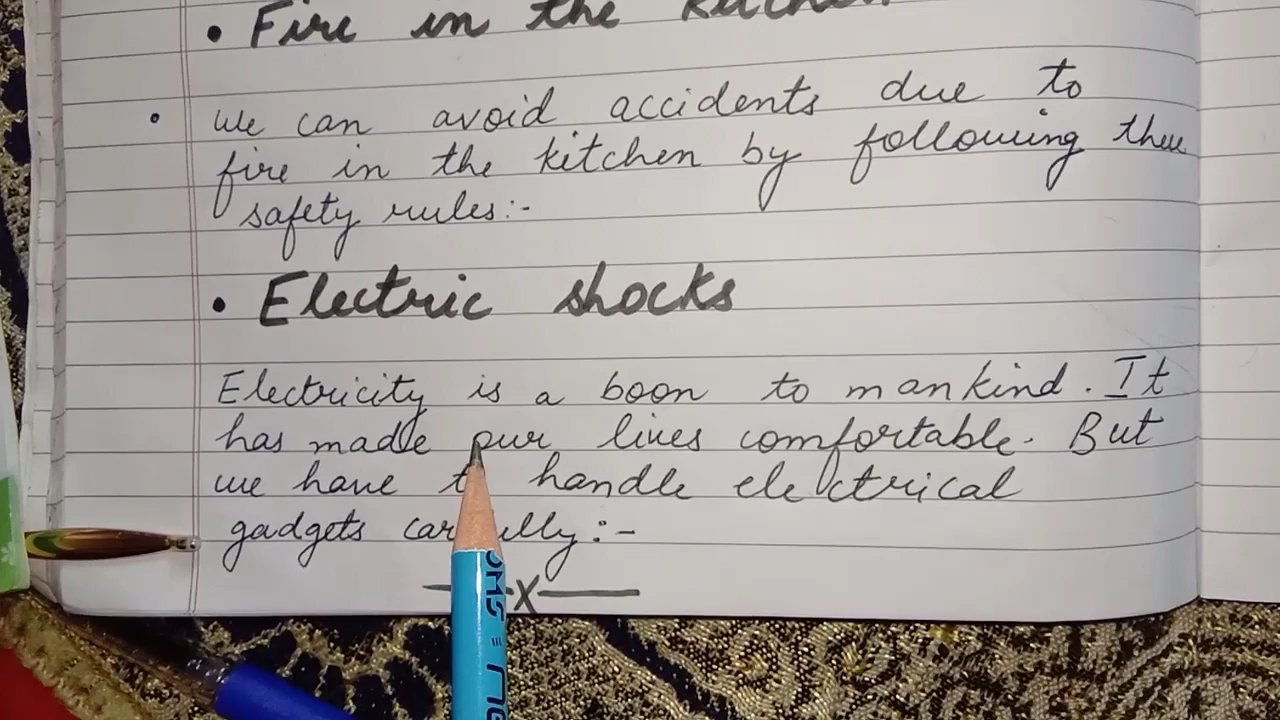 • Fire in the Kitchen
• We can avoid accidents due to
fire in the kitchen by following these
safety rules:-
• Electric shocks
Electricity is a boon to mankind. It
has made our lives comfortable. But
we have to handle electrical
gadgets carefully:-
—x—
OMS